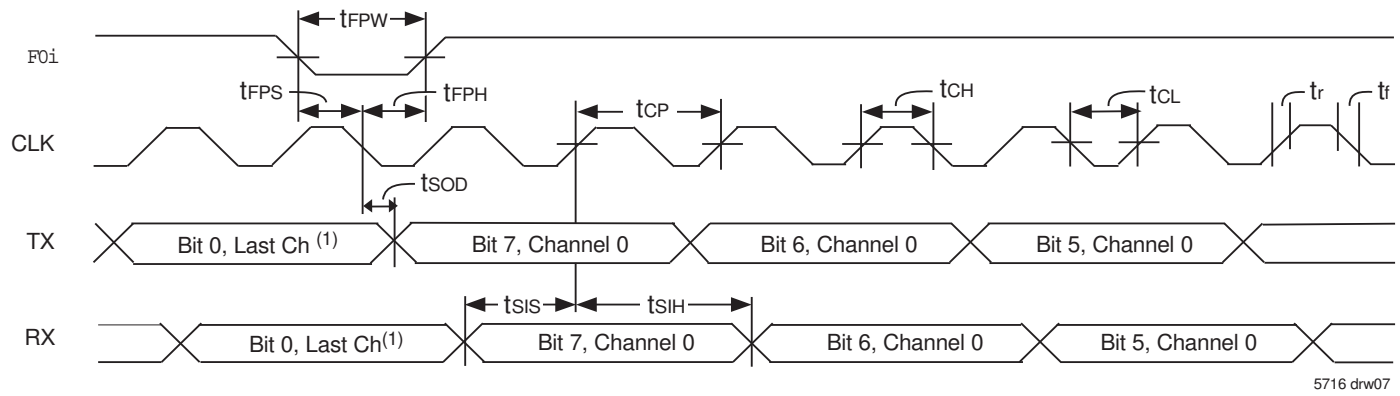 tFPW
F0i
tFPS
tFPH
tCP
tCH
tCL
tr
tf
CLK
tSOD
TX
Bit 0, Last Ch (1)
Bit 7, Channel 0
Bit 6, Channel 0
Bit 5, Channel 0
tSIS
tSIH
RX
Bit 0, Last Ch(1)
Bit 7, Channel 0
Bit 6, Channel 0
Bit 5, Channel 0
5716 drw07